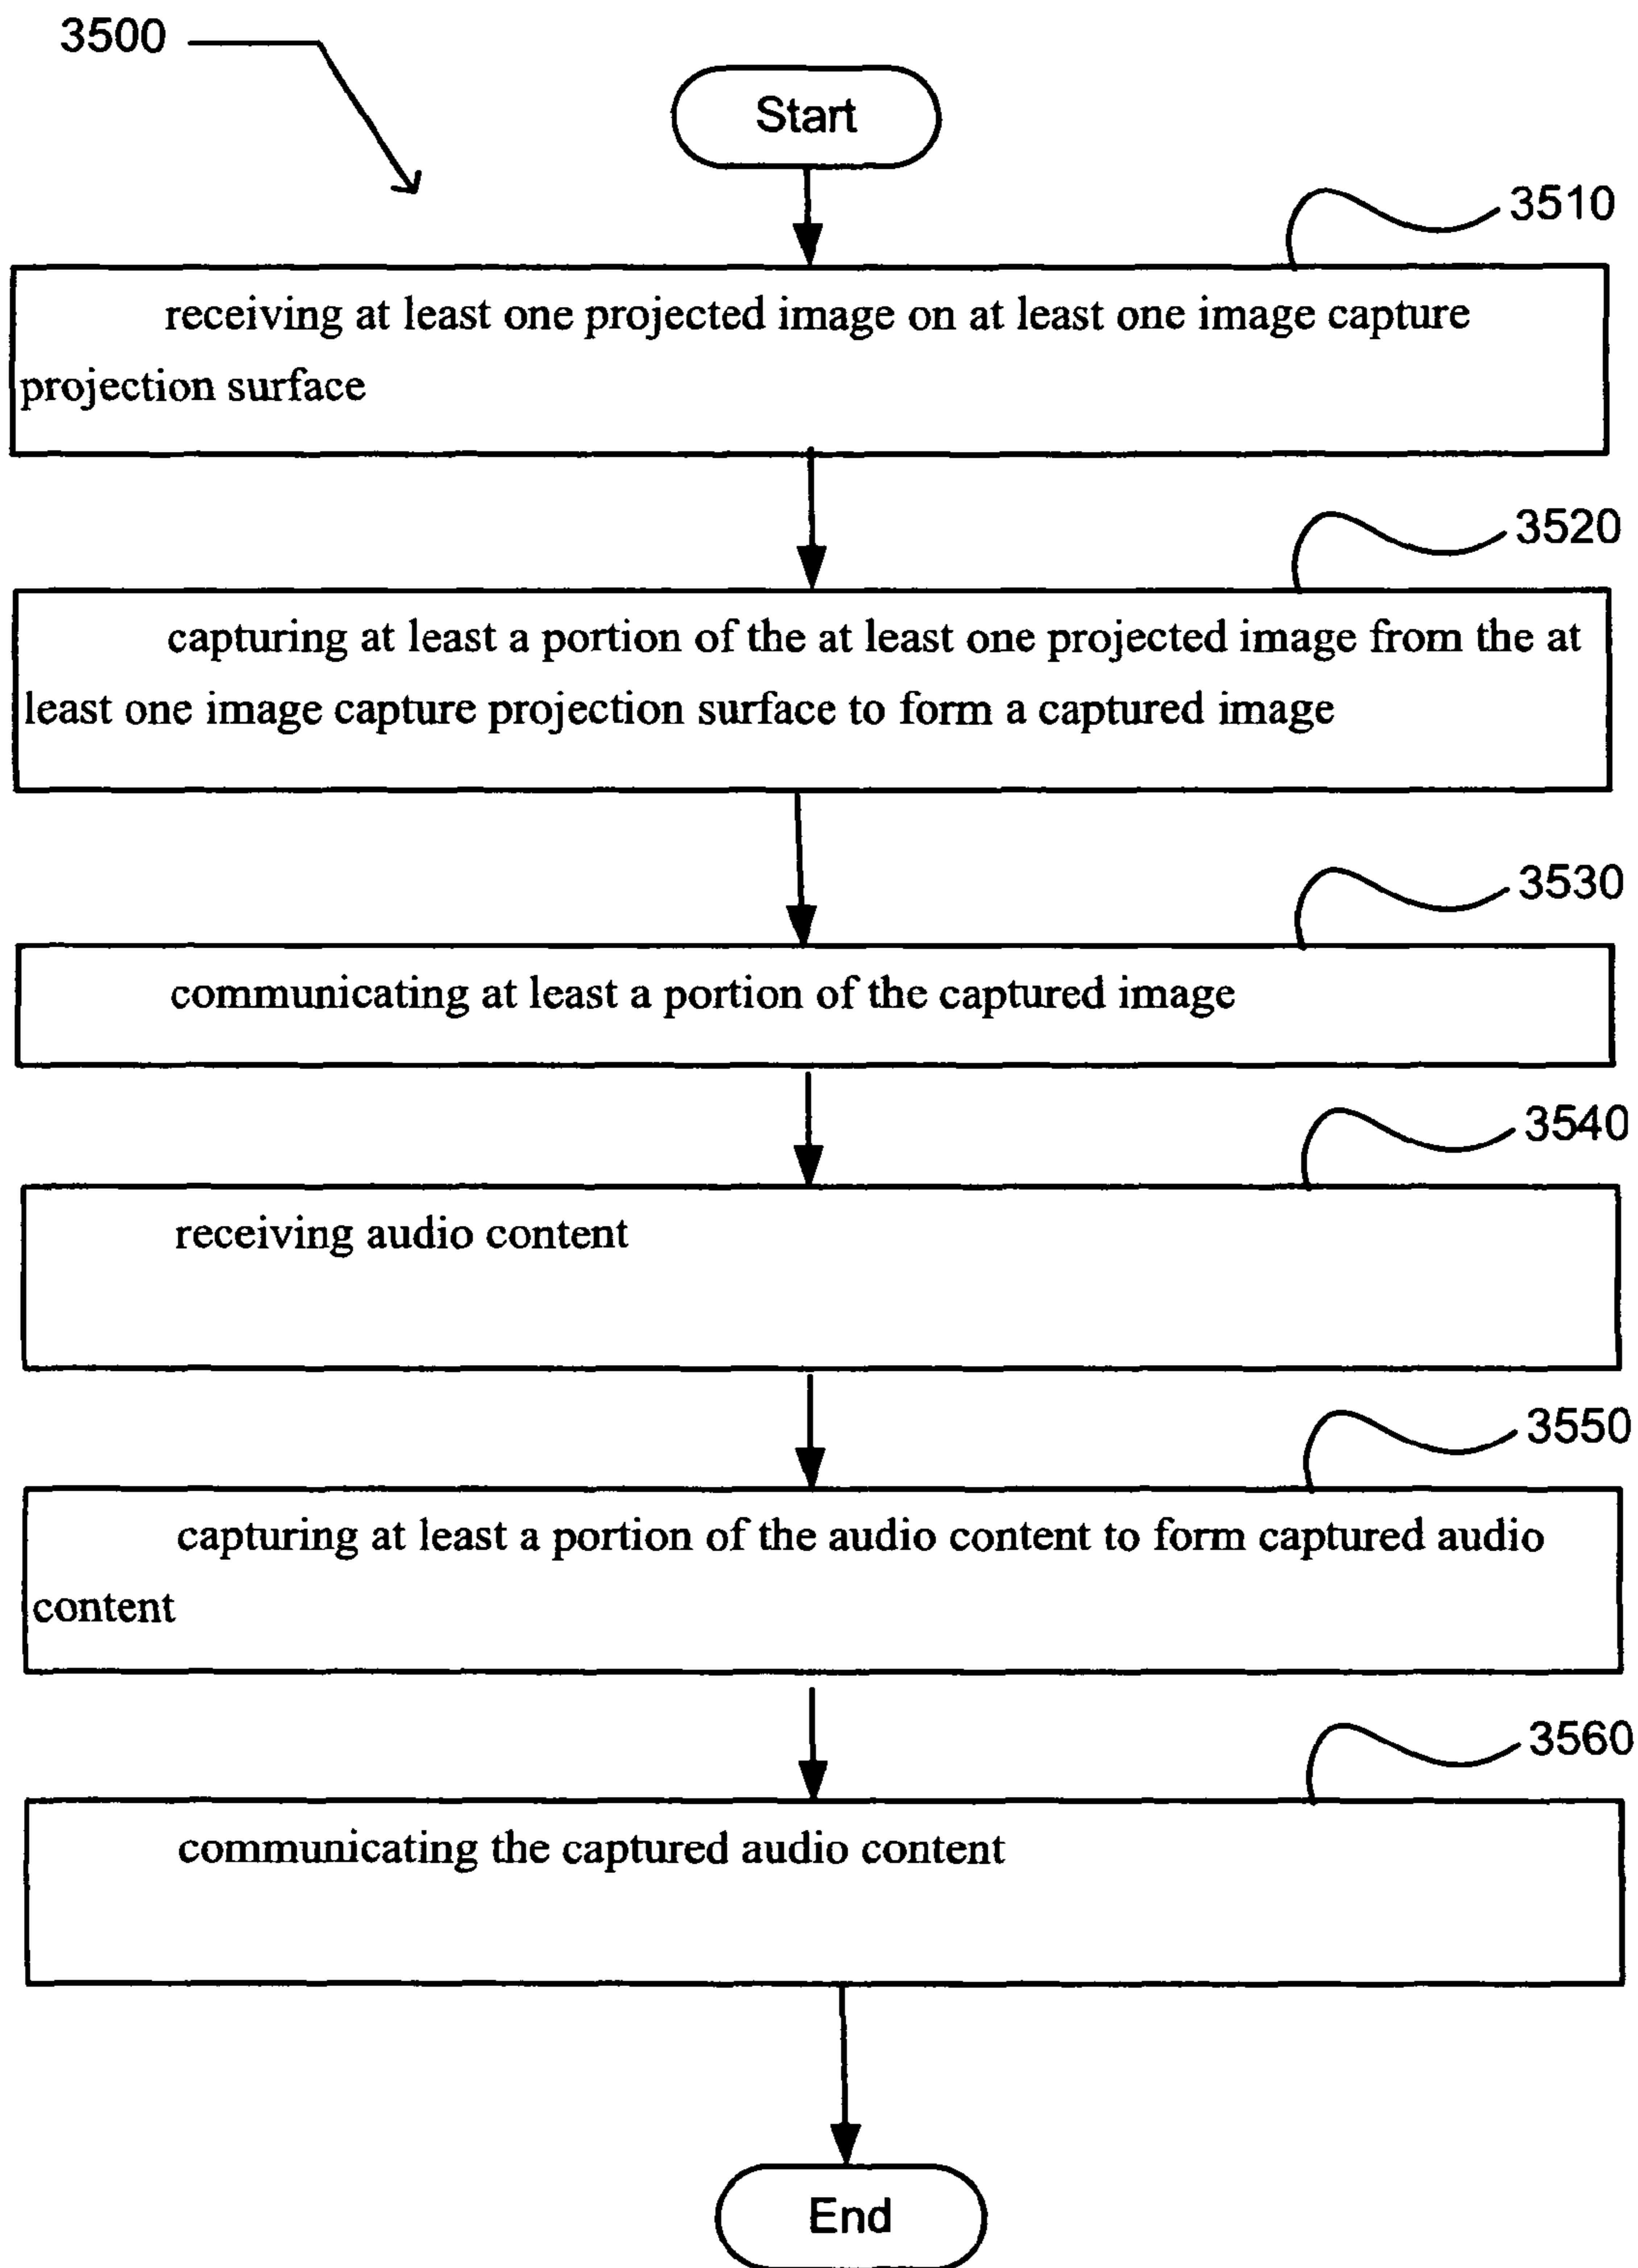 3500
Start
3510
receiving at least one projected image on at least one image capture
projection surface
3520
capturing at least a portion of the at least one projected image from the at
least one image capture projection surface to form a captured image
3530
communicating at least a portion of the captured image
3540
receiving audio content
3550
capturing at least a portion of the audio content to form captured audio
content
3560
communicating the captured audio content
End